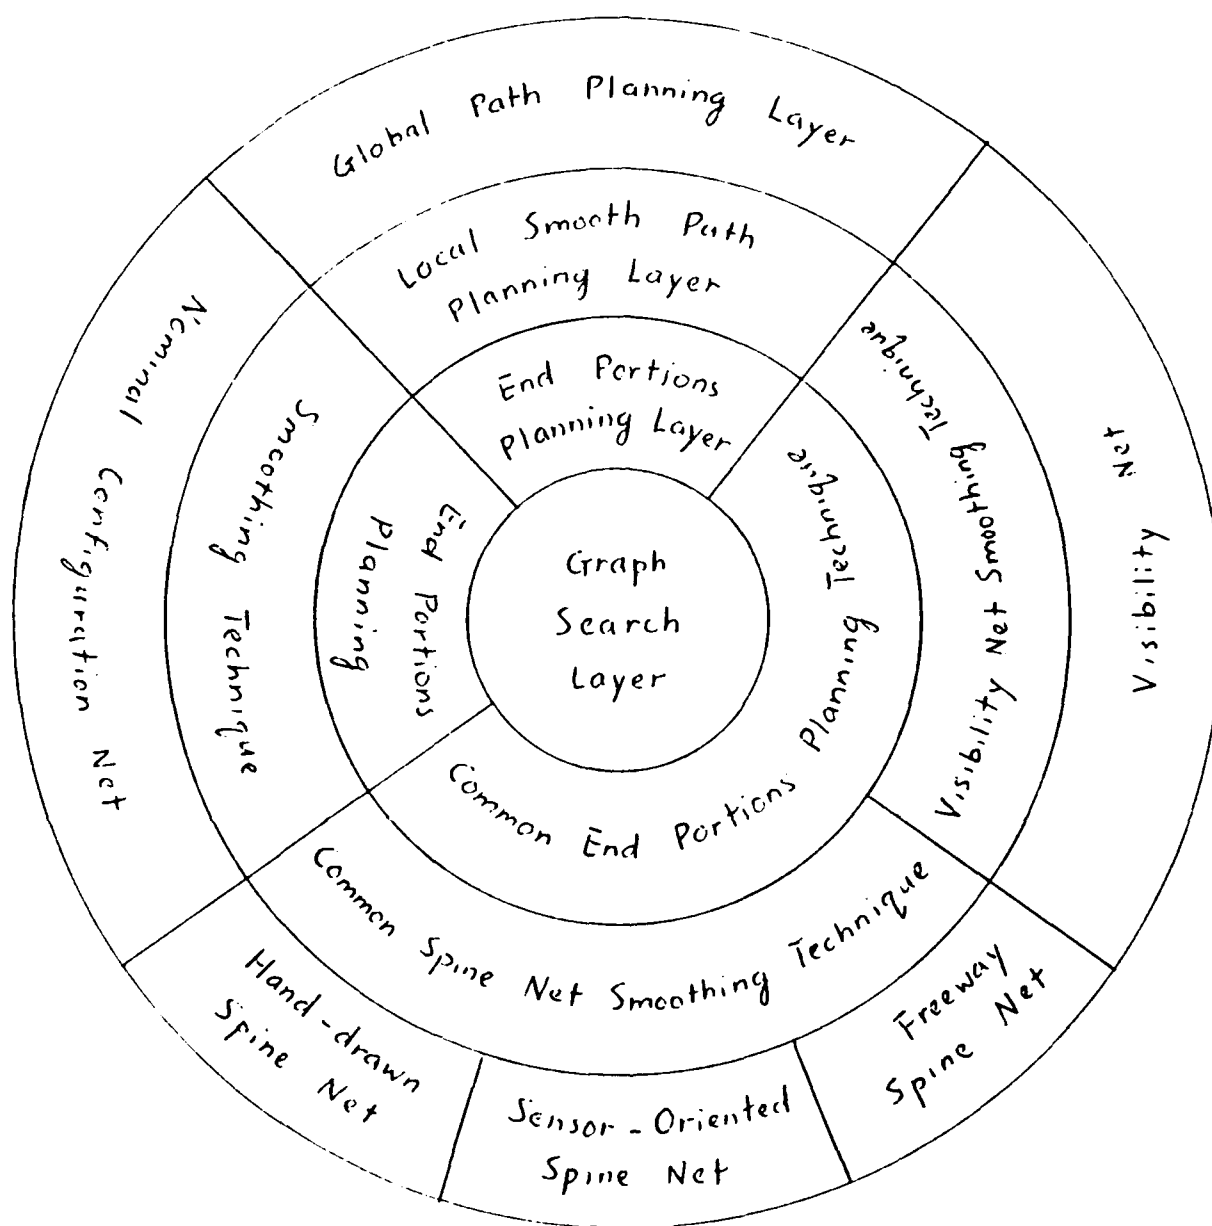 Global Path Planning Layer
Local Smooth Path
Planning Layer
End Portions
Planning Layer
Graph
Search
Layer
Nominal Configuration Net
Smoothing Technique
End Portions
Planning
Common End Portions Planning Technique
Visibility Net Smoothing Technique
Visibility Net
Common Spine Net Smoothing Technique
Hand-drawn
Spine Net
Sensor-Oriented
Spine Net
Freeway
Spine Net